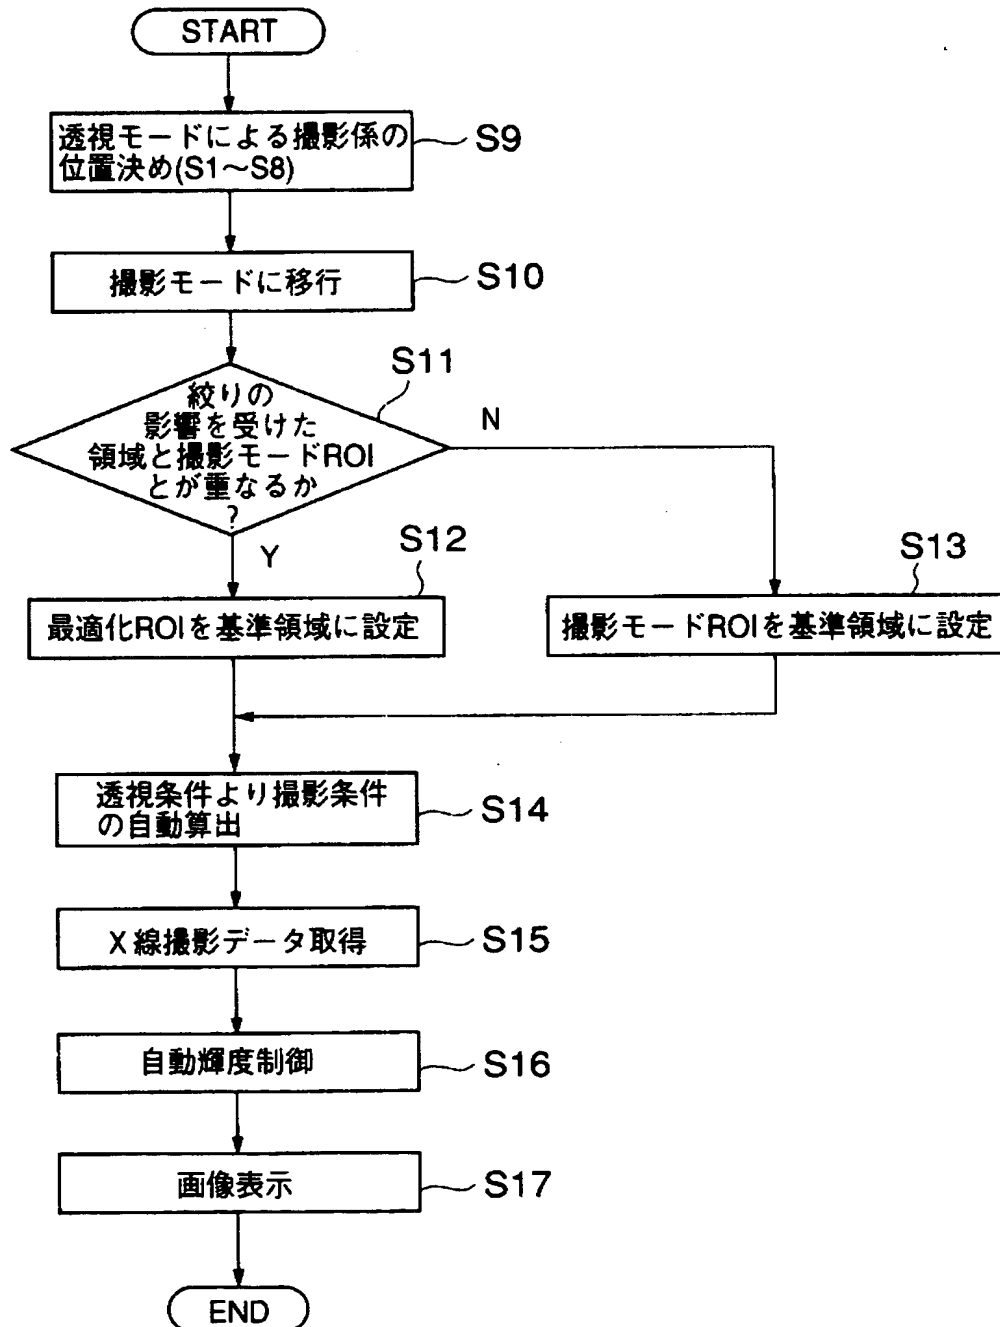 START
透視モードによる撮影係の
位置決め(S1～S8)
S9
撮影モードに移行
S10
S11
絞りの
影響を受けた
領域と撮影モードROI
とが重なるか
?
N
Y
S12
最適化ROIを基準領域に設定
S13
撮影モードROIを基準領域に設定
透視条件より撮影条件
の自動算出
S14
X線撮影データ取得
S15
自動輝度制御
S16
画像表示
S17
END